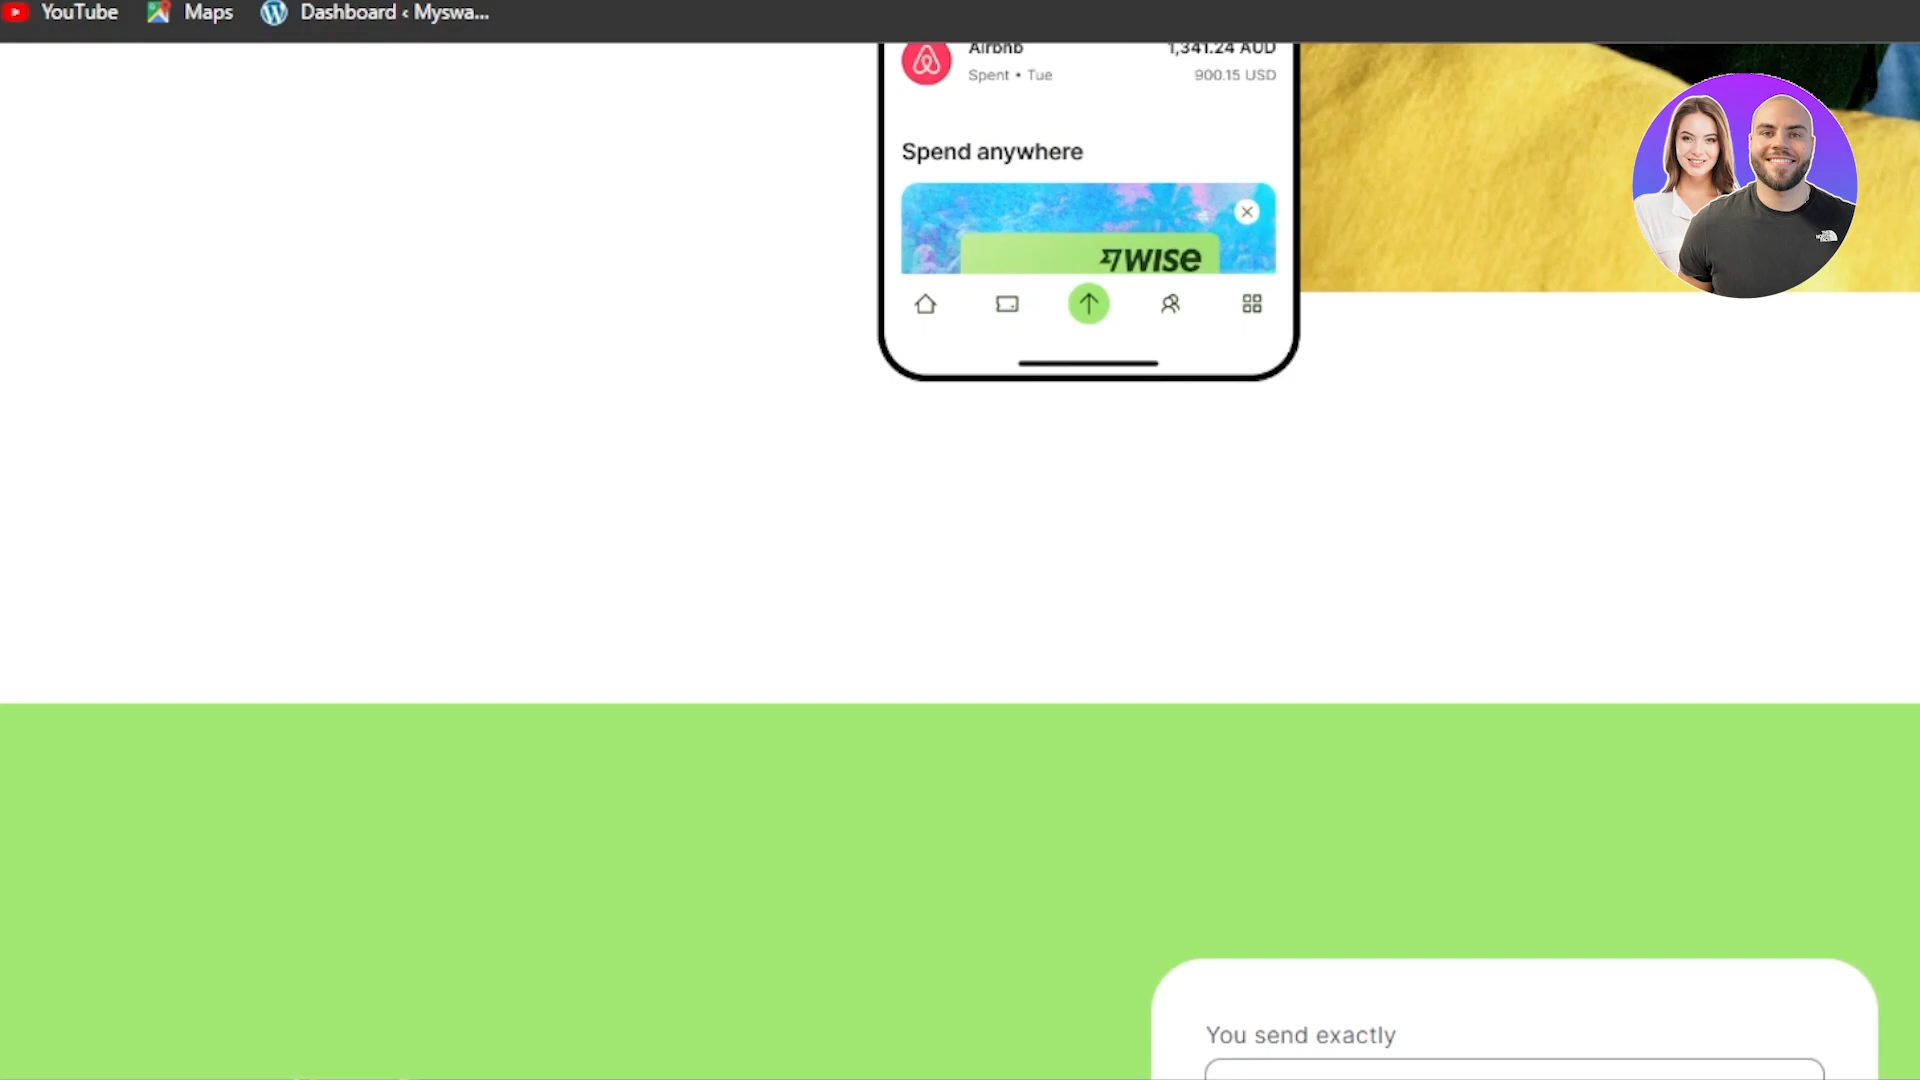 YouTube Maps Dashboard ‹ Myswa...
Airbnb 1,341.24 AUD
Spent • Tue 900.15 USD
Spend anywhere
WISE
You send exactly